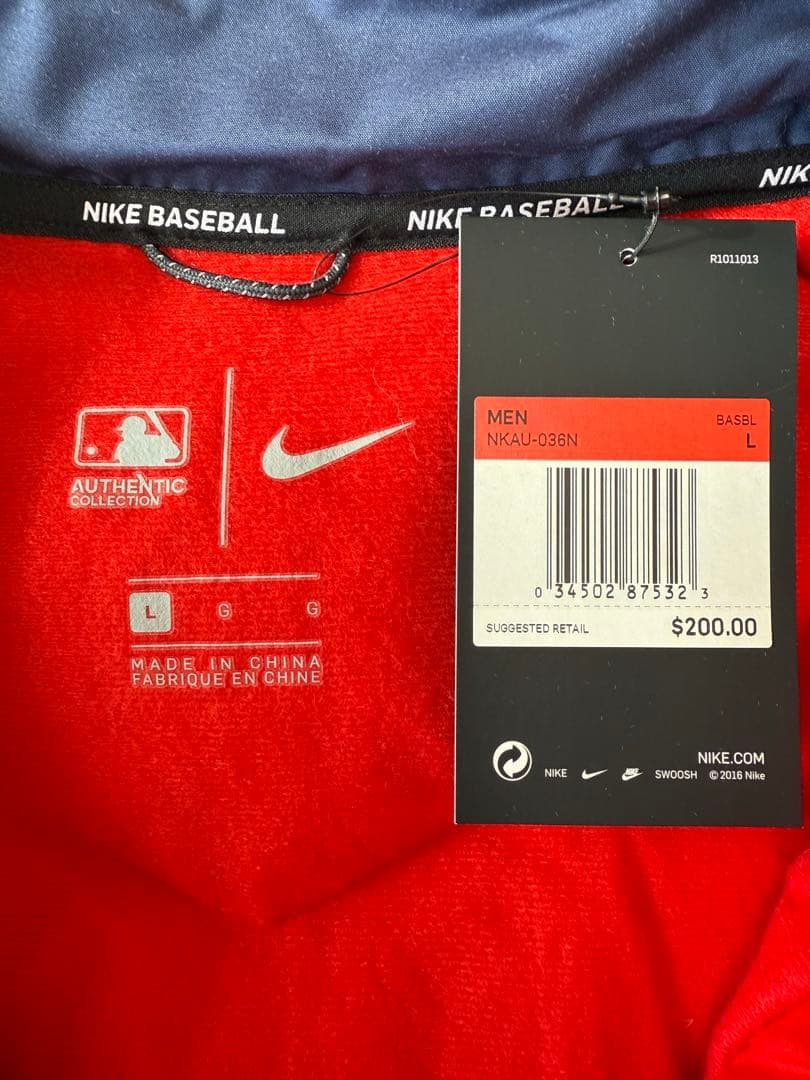 NIKE BASEBALL
NIKE BASEBALL
NIK
R1011013
MEN
BASBL
NKAU-036N
L
0 34502 87532 3
SUGGESTED RETAIL
$200.00
NIKE.COM
NIKE
SWOOSH
© 2016 Nike
AUTHENTIC
COLLECTION
L G G
MADE IN CHINA
FABRIQUE EN CHINE